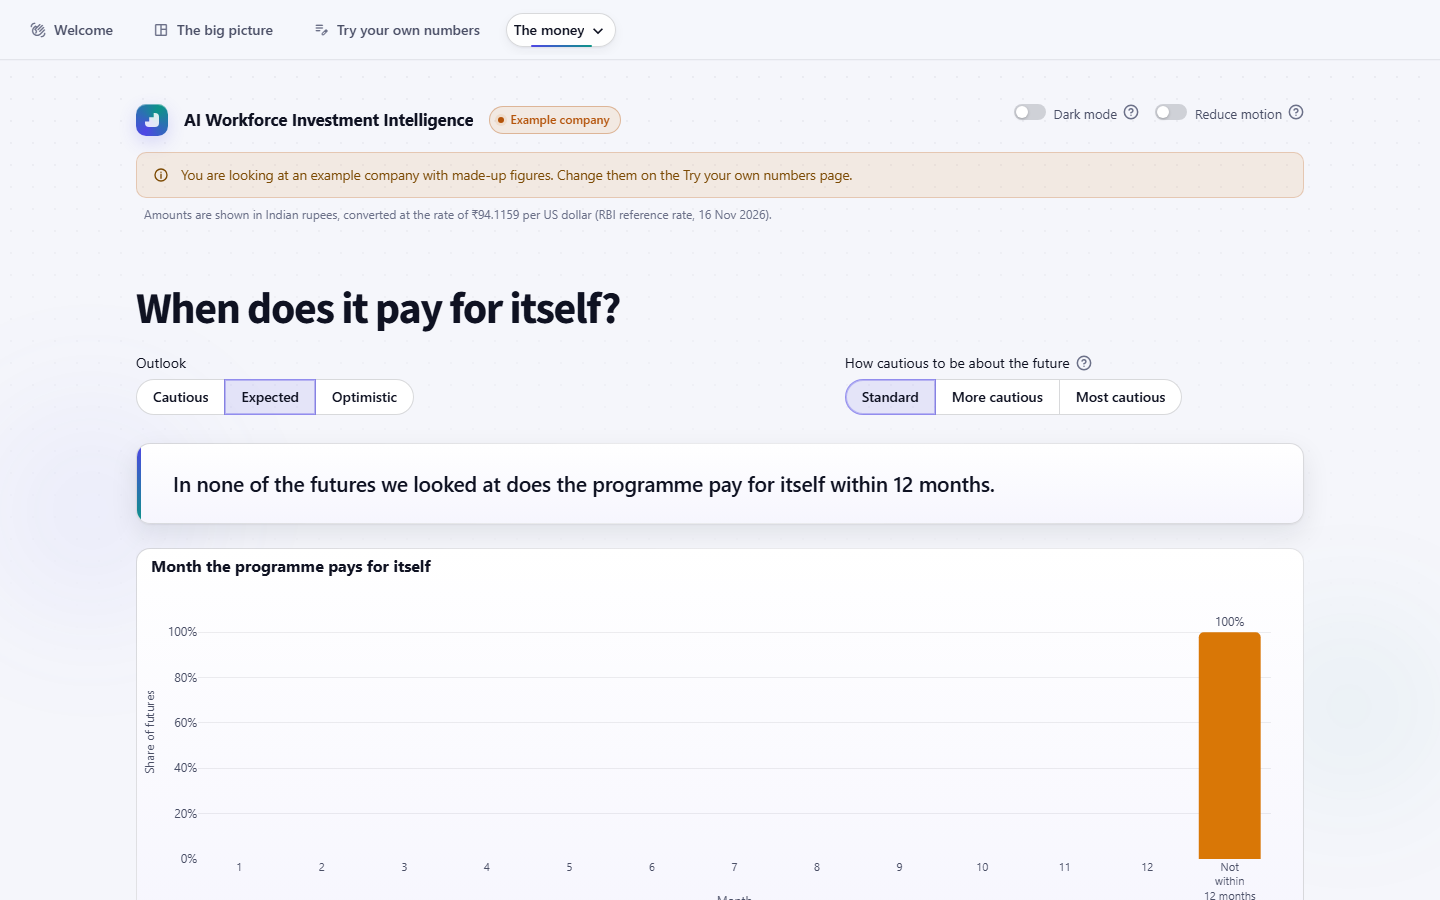 Welcome
The big picture
Try your own numbers
The money
AI Workforce Investment Intelligence
Example company
Dark mode
Reduce motion
You are looking at an example company with made-up figures. Change them on the Try your own numbers page.
Amounts are shown in Indian rupees, converted at the rate of ₹94.1159 per US dollar (RBI reference rate, 16 Nov 2026).
When does it pay for itself?
Outlook
Cautious
Expected
Optimistic
How cautious to be about the future
Standard
More cautious
Most cautious
In none of the futures we looked at does the programme pay for itself within 12 months.
Month the programme pays for itself
Share of futures
100%
80%
60%
40%
20%
0%
100%
1 2 3 4 5 6 7 8 9 10 11 12
Not
within
12 months
Month